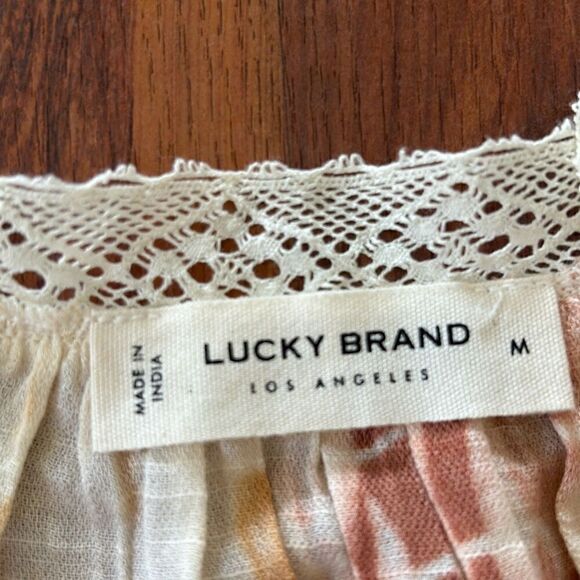 MADE IN
INDIA
LUCKY BRAND
LOS ANGELES
M